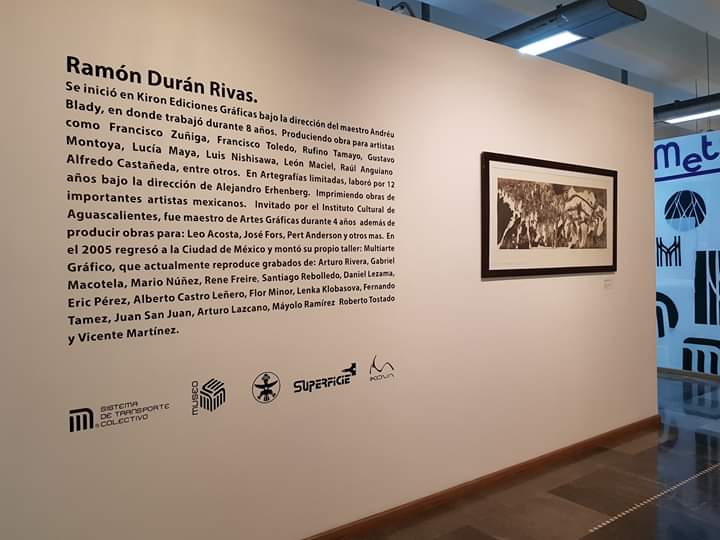 Ramón Durán Rivas.
Se inició en Kiron Ediciones Gráficas bajo la dirección del maestro Andréu
Blady, en donde trabajó durante 8 años. Produciendo obra para artistas
como Francisco Zuñiga, Francisco Toledo, Rufino Tamayo, Gustavo
Montoya, Lucía Maya, Luis Nishisawa, León Maciel, Raúl Anguiano
Alfredo Castañeda, entre otros. En Artegrafías limitadas, laboró por 12
años bajo la dirección de Alejandro Erhenberg. Imprimiendo obras de
importantes artistas mexicanos. Invitado por el Instituto Cultural de
Aguascalientes, fue maestro de Artes Gráficas durante 4 años además de
producir obras para: Leo Acosta, José Fors, Pert Anderson y otros mas. En
el 2005 regresó a la Ciudad de México y montó su propio taller: Multiarte
Gráfico, que actualmente reproduce grabados de: Arturo Rivera, Gabriel
Macotela, Mario Núñez, Rene Freire, Santiago Rebolledo, Daniel Lezama,
Eric Pérez, Alberto Castro Leñero, Flor Minor, Lenka Klobasova, Fernando
Tamez, Juan San Juan, Arturo Lazcano, Máyolo Ramírez Roberto Tostado
y Vicente Martínez.
SISTEMA
DE TRANSPORTE
COLECTIVO
MUSEO
SUPERFICIE
IKOVA
Met